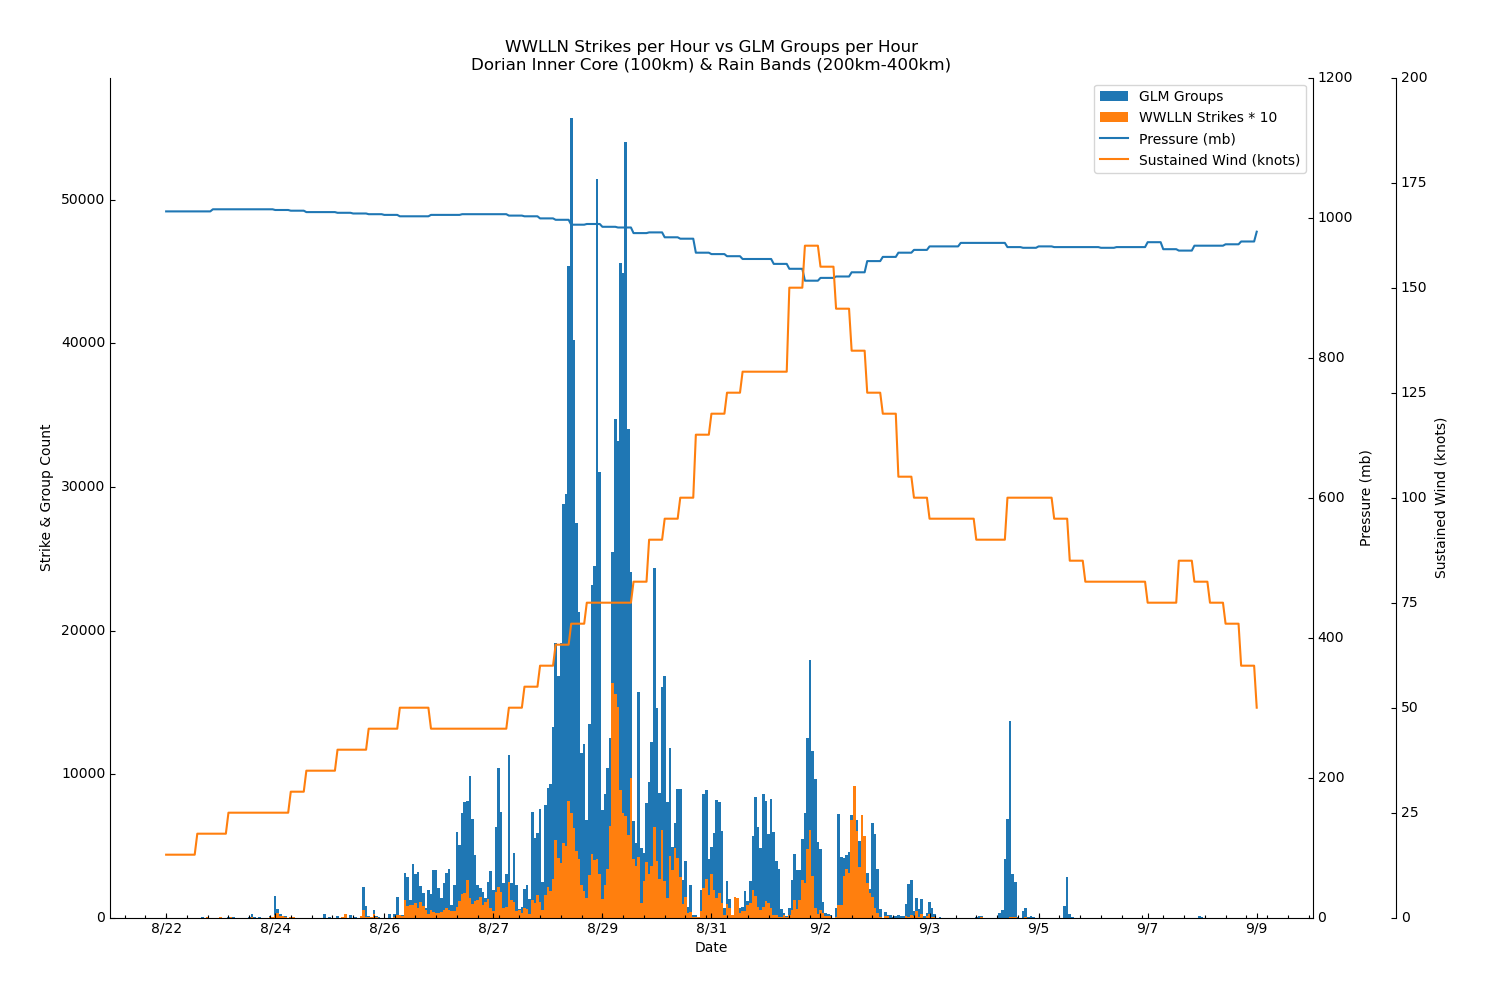 WWLLN Strikes per Hour vs GLM Groups per Hour
Dorian Inner Core (100km) & Rain Bands (200km-400km)
GLM Groups
WWLLN Strikes * 10
Pressure (mb)
Sustained Wind (knots)
Strike & Group Count
50000
40000
30000
20000
10000
0
1200
1000
800
600
400
200
0
Pressure (mb)
200
175
150
125
100
75
50
25
0
Sustained Wind (knots)
8/22 8/24 8/26 8/27 8/29 8/31 9/2 9/3 9/5 9/7 9/9
Date